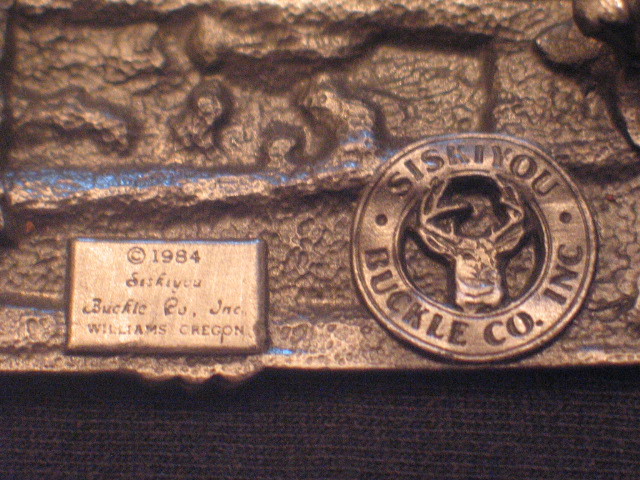 © 1984
Siskiyou
Buckle Co, Inc.
WILLIAMS OREGON
SISKIYOU
BUCKLE CO. INC